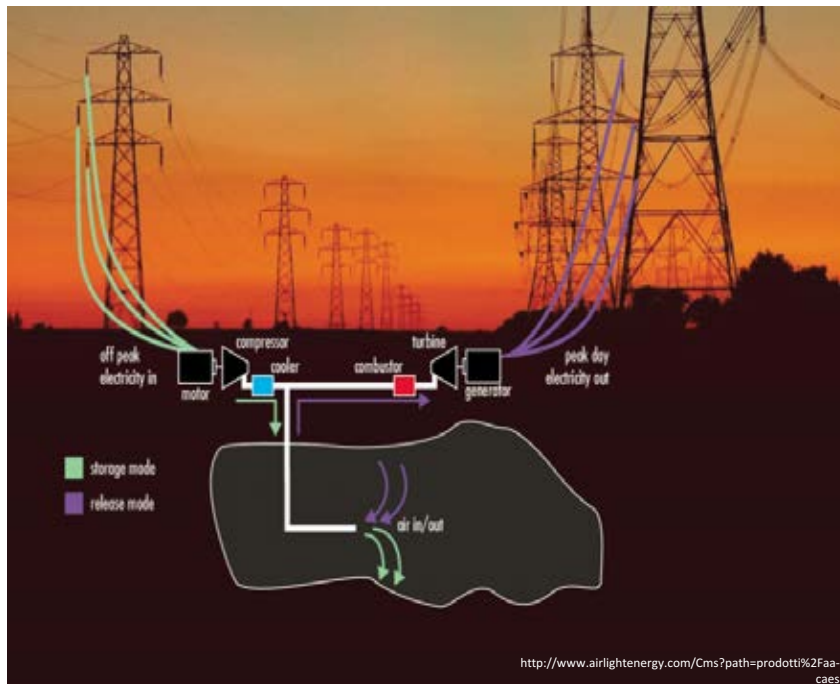 off peak
electricity in
motor
compressor
cooler
combustor
turbine
generator
peak day
electricity out
storage mode
release mode
air in/out
http://www.airlightenergy.com/Cms?path=prodotti%2Faa-
caes